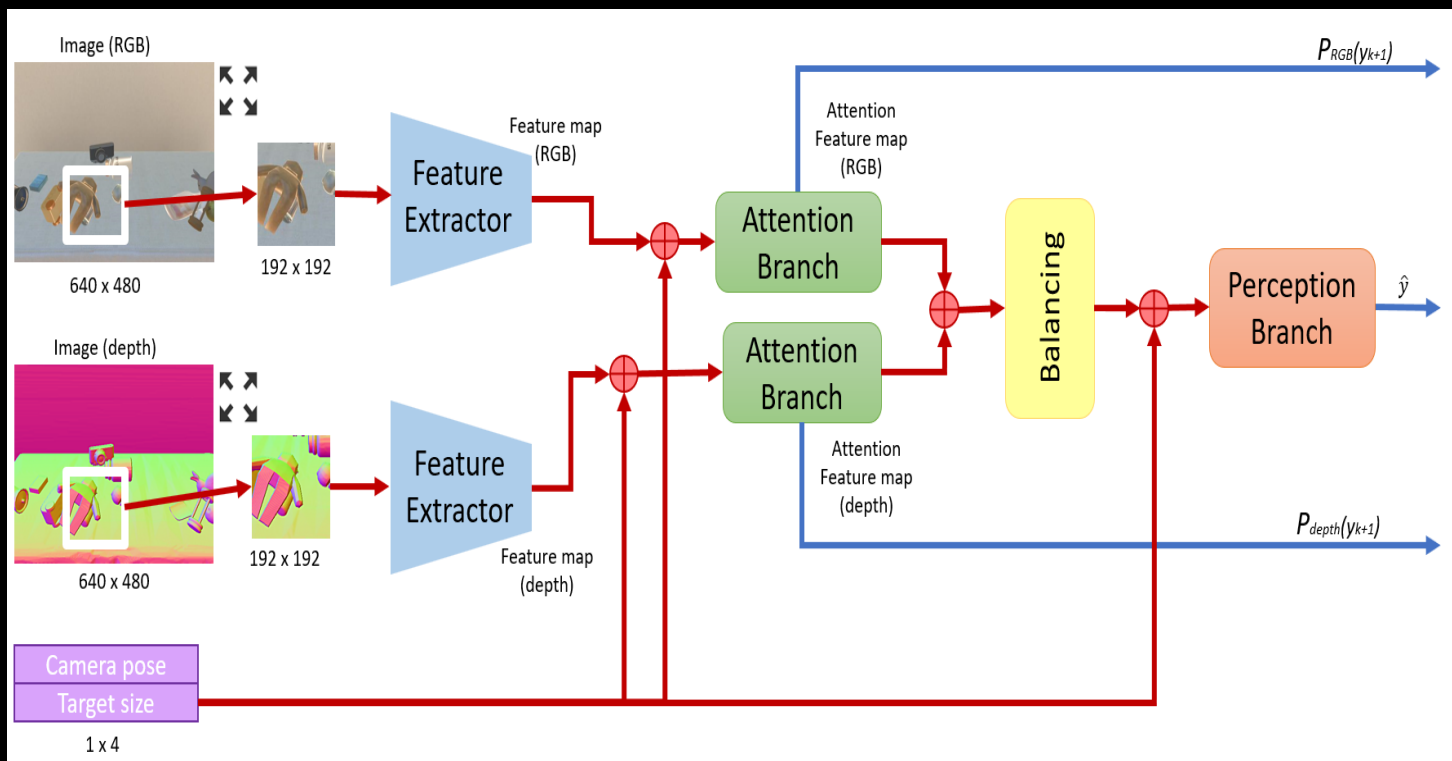 Image (RGB)
640 x 480
192 x 192
Feature
Extractor
Feature map
(RGB)
Attention
Feature map
(RGB)
P_RGB(y_k+1)
Attention
Branch
Balancing
Perception
Branch
ŷ
Image (depth)
640 x 480
192 x 192
Feature
Extractor
Feature map
(depth)
Attention
Branch
Attention
Feature map
(depth)
P_depth(y_k+1)
Camera pose
Target size
1 x 4